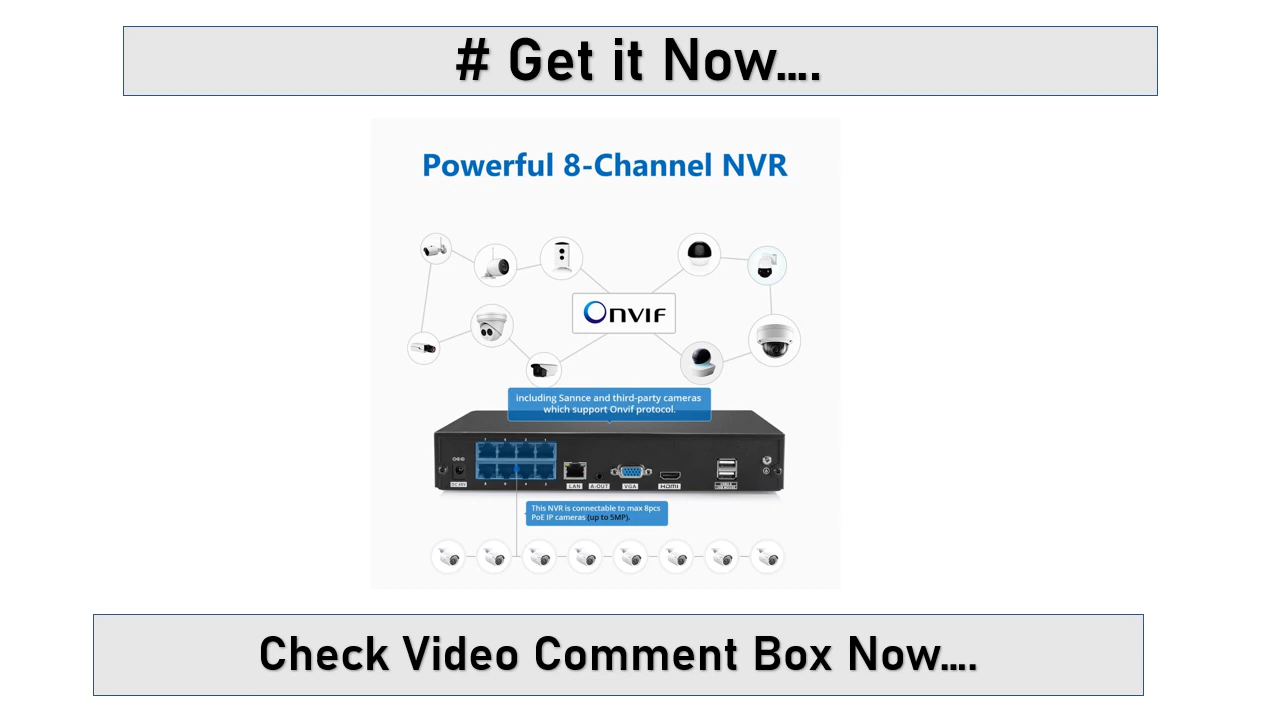 # Get it Now....
Powerful 8-Channel NVR
ONVIF
including Sannce and third-party cameras
which support Onvif protocol.
DC 48V
LAN
A-OUT
VGA
HDMI
This NVR is connectable to max 8pcs
PoE IP cameras (up to 5MP).
Check Video Comment Box Now....